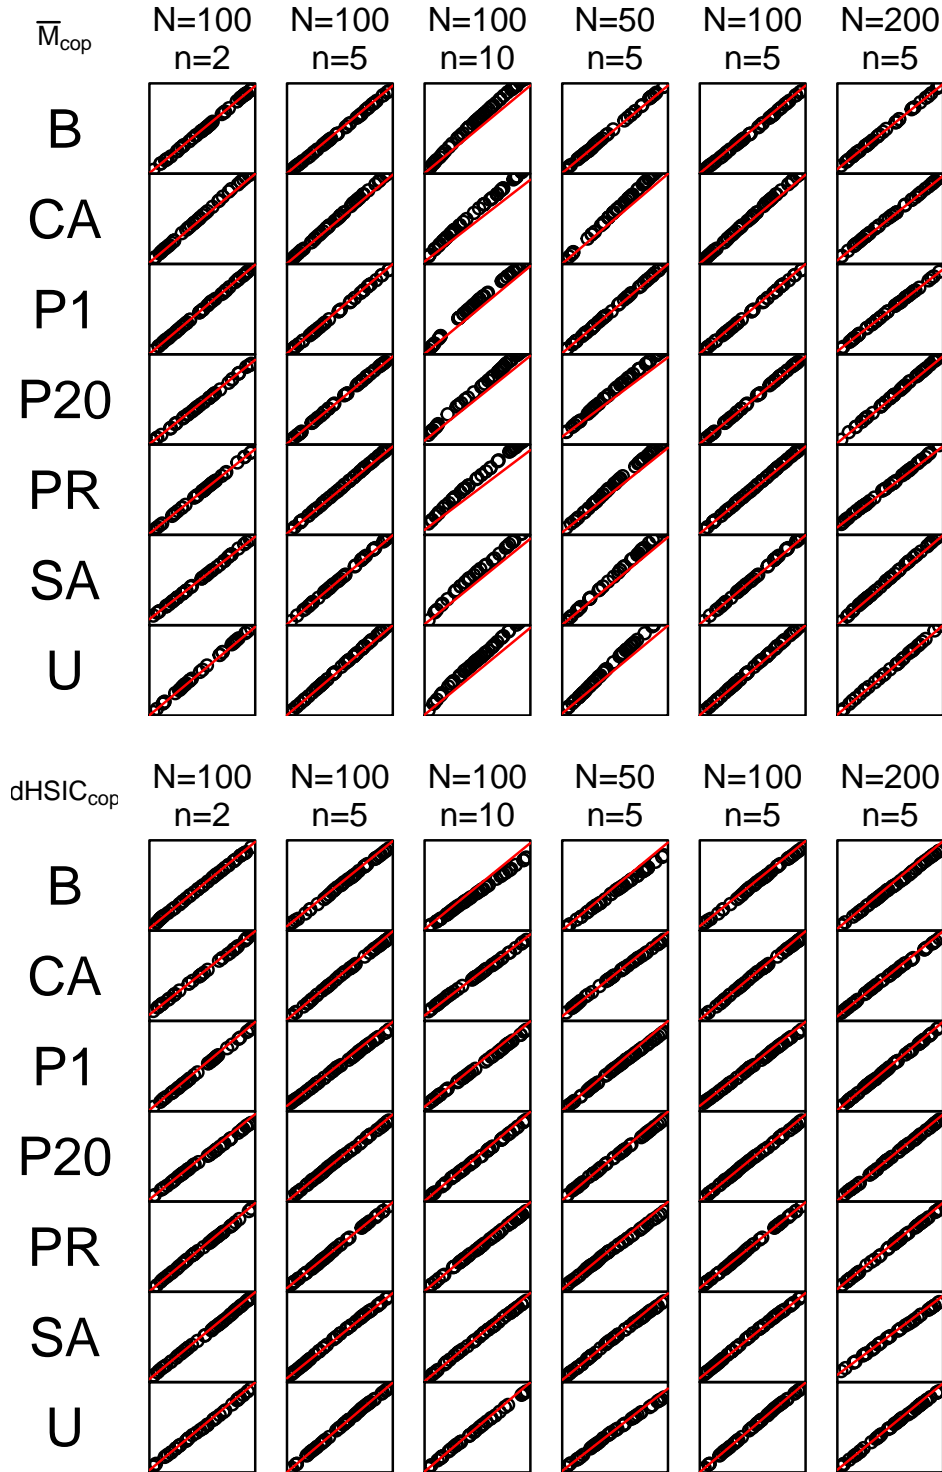 M̅cop N=100 N=100 N=100 N=50 N=100 N=200
n=2 n=5 n=10 n=5 n=5 n=5
B
CA
P1
P20
PR
SA
U
dHSICcop N=100 N=100 N=100 N=50 N=100 N=200
n=2 n=5 n=10 n=5 n=5 n=5
B
CA
P1
P20
PR
SA
U